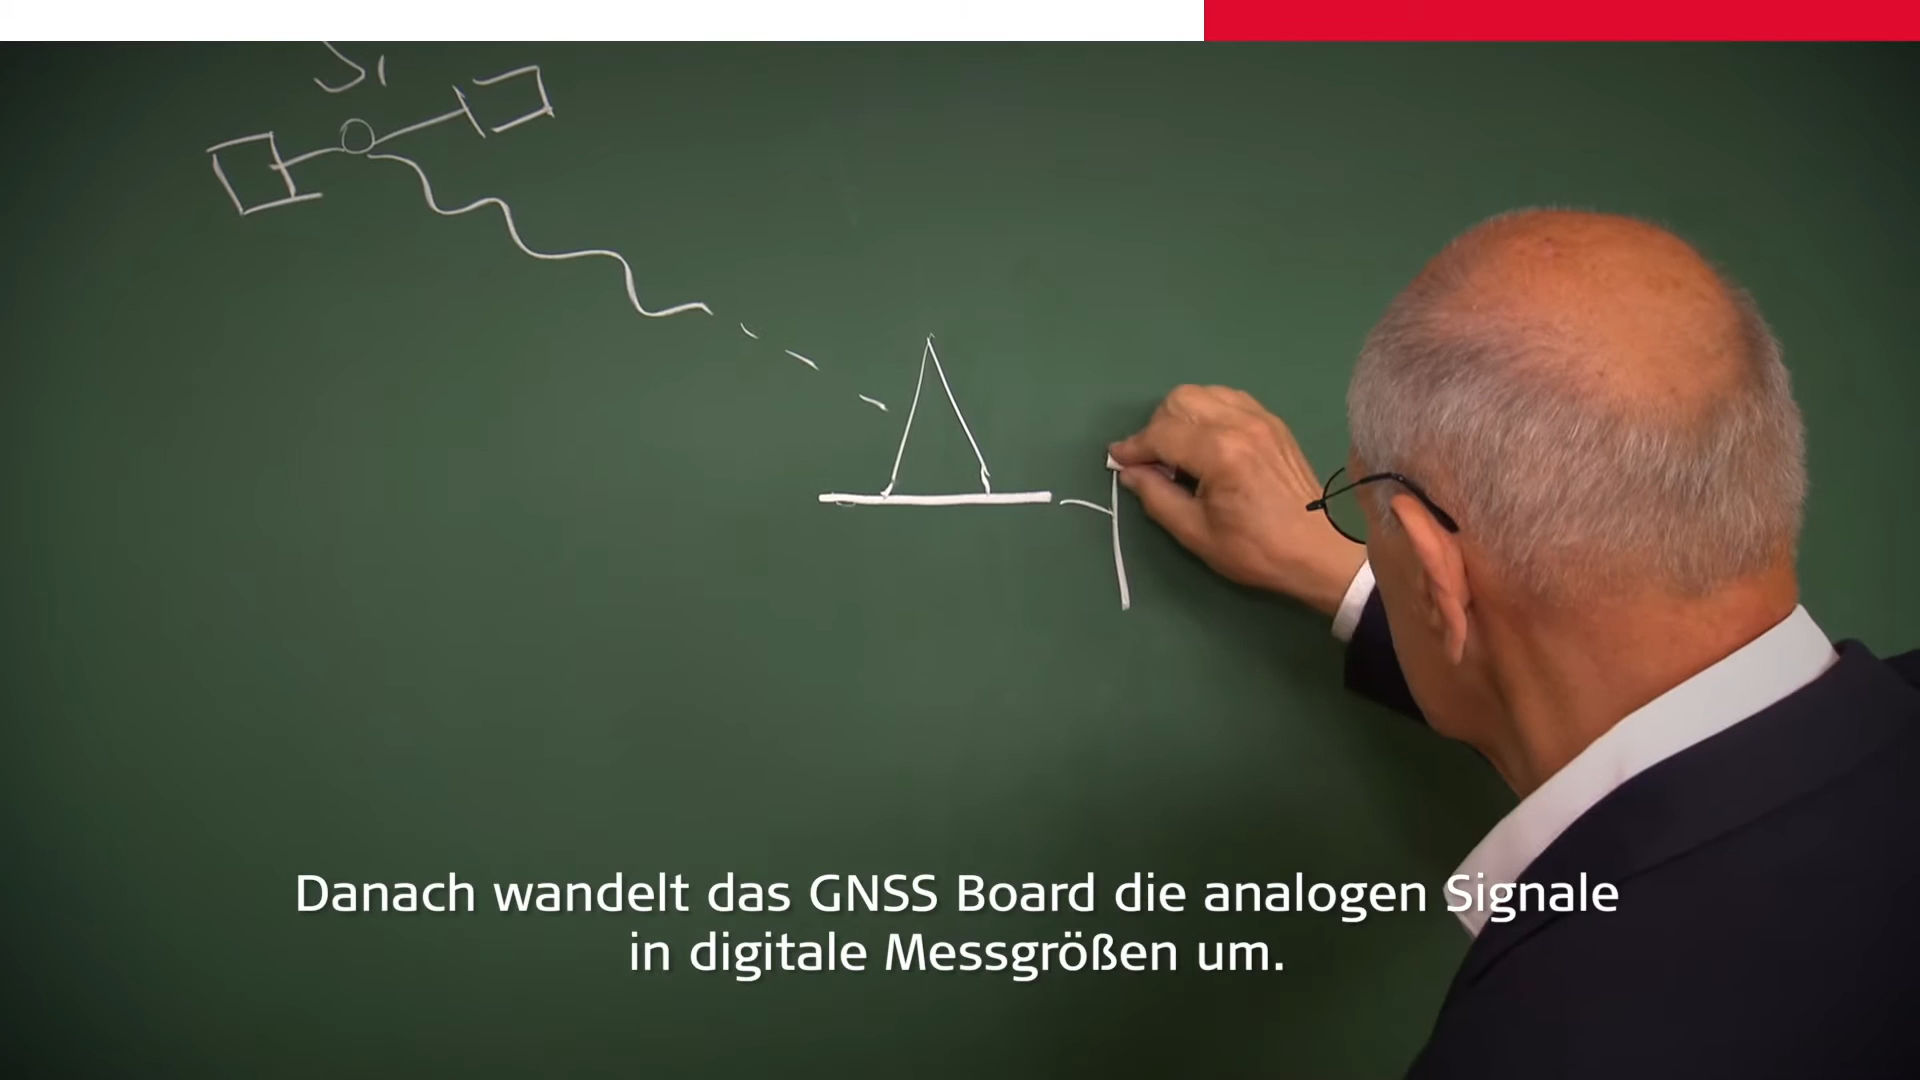 Danach wandelt das GNSS Board die analogen Signale
in digitale Messgrößen um.